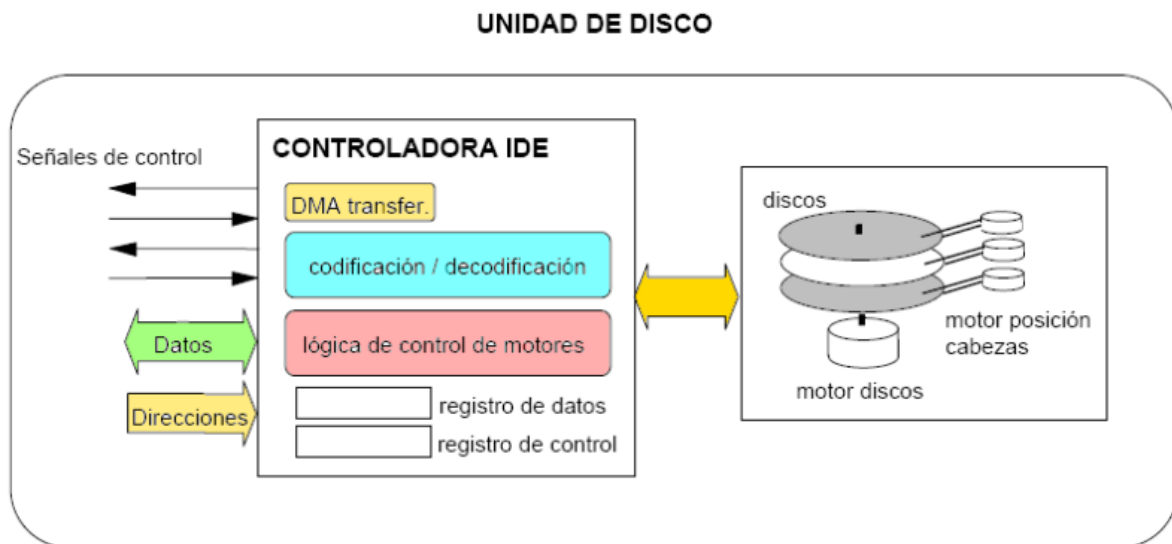 UNIDAD DE DISCO
Señales de control
CONTROLADORA IDE
DMA transfer.
codificación / decodificación
lógica de control de motores
Datos
Direcciones
registro de datos
registro de control
discos
motor posición
cabezas
motor discos